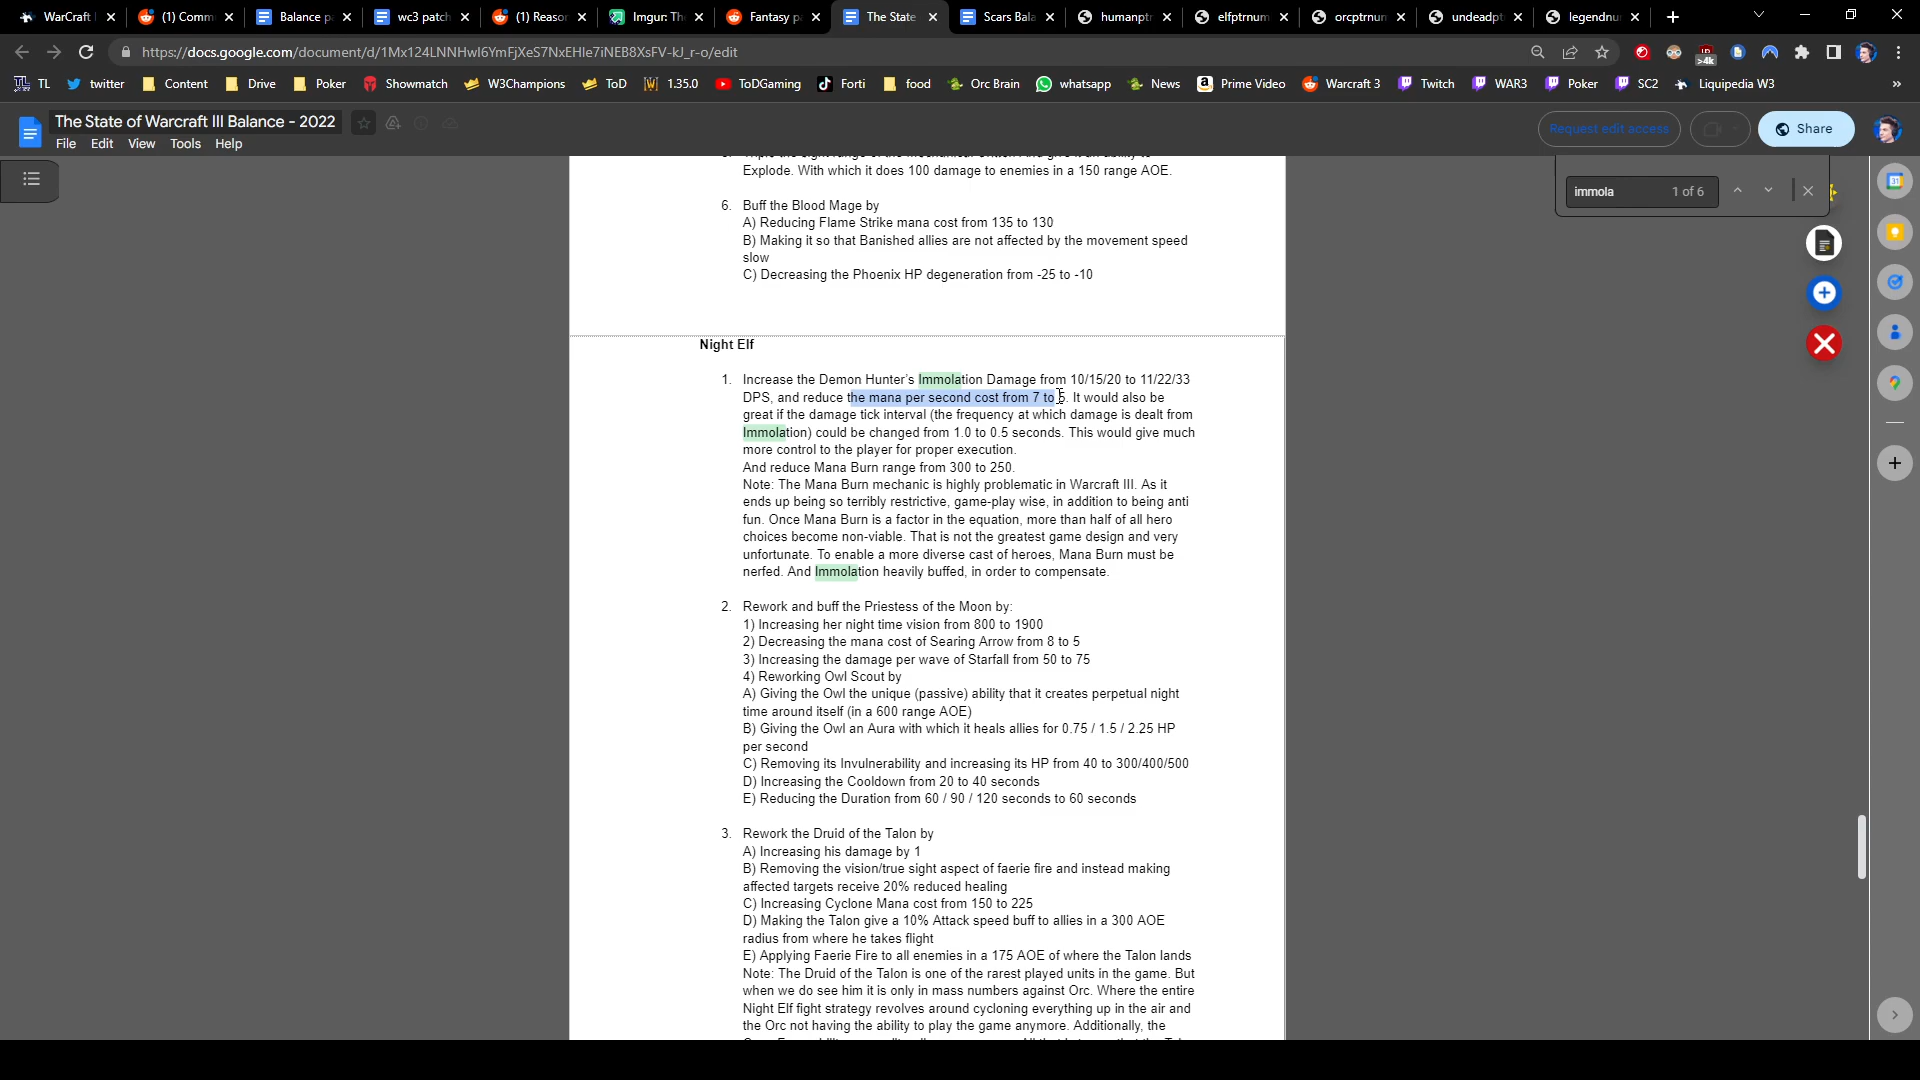 WarCraft
(1) Comm
Balance p
wc3 patch
(1) Reaso
Imgur: The
Fantasy p
The State
Scars Bala
humanpt
elfptrnum
orcptrnur
undeadp
legendnu
https://docs.google.com/document/d/1Mx124LNNHwl6YmFjXeS7NxEHle7iNEB8XsFV-kJ_r-o/edit
>4k
TL
twitter
Content
Drive
Poker
Showmatch
W3Champions
ToD
1.35.0
ToDGaming
Forti
food
Orc Brain
whatsapp
News
Prime Video
Warcraft 3
Twitch
WAR3
Poker
SC2
Liquipedia W3
»
The State of Warcraft III Balance - 2022
File Edit View Tools Help
Request edit access
Share
immola 1 of 6
Explode. With which it does 100 damage to enemies in a 150 range AOE.
6. Buff the Blood Mage by
A) Reducing Flame Strike mana cost from 135 to 130
B) Making it so that Banished allies are not affected by the movement speed
slow
C) Decreasing the Phoenix HP degeneration from -25 to -10
Night Elf
1. Increase the Demon Hunter's Immolation Damage from 10/15/20 to 11/22/33
DPS, and reduce the mana per second cost from 7 to 5. It would also be
great if the damage tick interval (the frequency at which damage is dealt from
Immolation) could be changed from 1.0 to 0.5 seconds. This would give much
more control to the player for proper execution.
And reduce Mana Burn range from 300 to 250.
Note: The Mana Burn mechanic is highly problematic in Warcraft III. As it
ends up being so terribly restrictive, game-play wise, in addition to being anti
fun. Once Mana Burn is a factor in the equation, more than half of all hero
choices become non-viable. That is not the greatest game design and very
unfortunate. To enable a more diverse cast of heroes, Mana Burn must be
nerfed. And Immolation heavily buffed, in order to compensate.
2. Rework and buff the Priestess of the Moon by:
1) Increasing her night time vision from 800 to 1900
2) Decreasing the mana cost of Searing Arrow from 8 to 5
3) Increasing the damage per wave of Starfall from 50 to 75
4) Reworking Owl Scout by
A) Giving the Owl the unique (passive) ability that it creates perpetual night
time around itself (in a 600 range AOE)
B) Giving the Owl an Aura with which it heals allies for 0.75 / 1.5 / 2.25 HP
per second
C) Removing its Invulnerability and increasing its HP from 40 to 300/400/500
D) Increasing the Cooldown from 20 to 40 seconds
E) Reducing the Duration from 60 / 90 / 120 seconds to 60 seconds
3. Rework the Druid of the Talon by
A) Increasing his damage by 1
B) Removing the vision/true sight aspect of faerie fire and instead making
affected targets receive 20% reduced healing
C) Increasing Cyclone Mana cost from 150 to 225
D) Making the Talon give a 10% Attack speed buff to allies in a 300 AOE
radius from where he takes flight
E) Applying Faerie Fire to all enemies in a 175 AOE of where the Talon lands
Note: The Druid of the Talon is one of the rarest played units in the game. But
when we do see him it is only in mass numbers against Orc. Where the entire
Night Elf fight strategy revolves around cycloning everything up in the air and
the Orc not having the ability to play the game anymore. Additionally, the